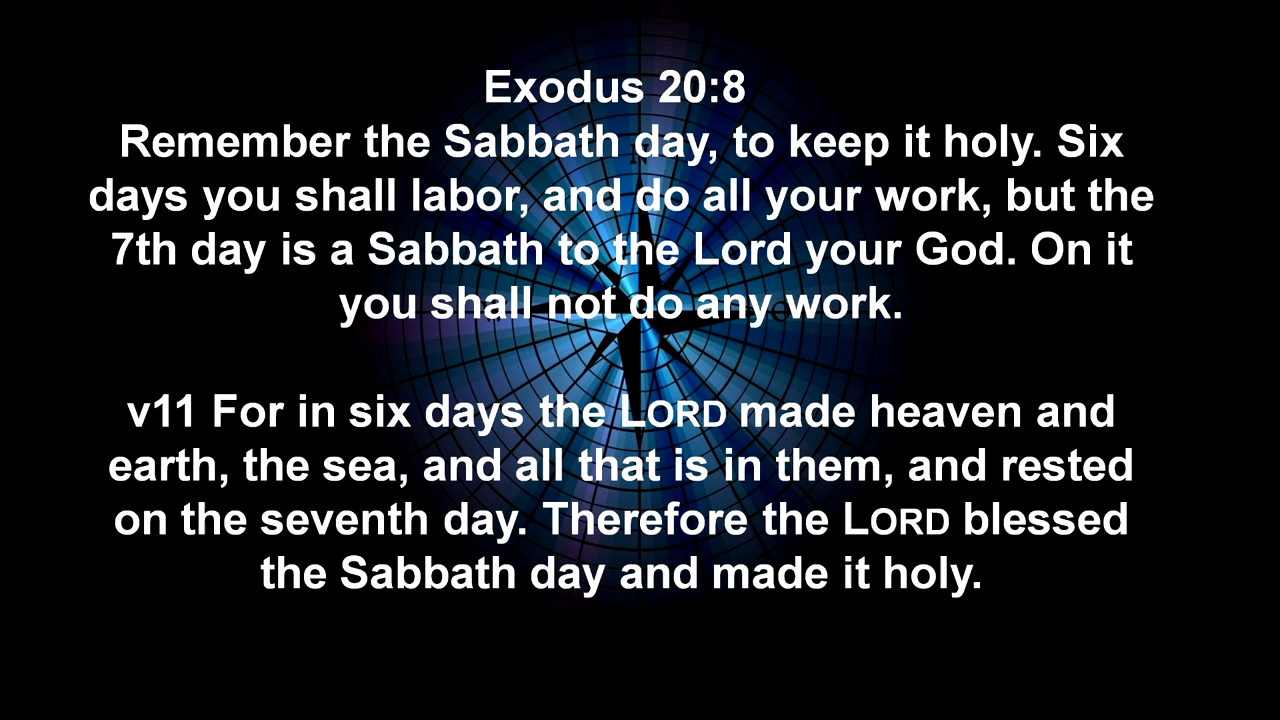 Exodus 20:8
Remember the Sabbath day, to keep it holy. Six
days you shall labor, and do all your work, but the
7th day is a Sabbath to the Lord your God. On it
you shall not do any work.
v11 For in six days the LORD made heaven and
earth, the sea, and all that is in them, and rested
on the seventh day. Therefore the LORD blessed
the Sabbath day and made it holy.